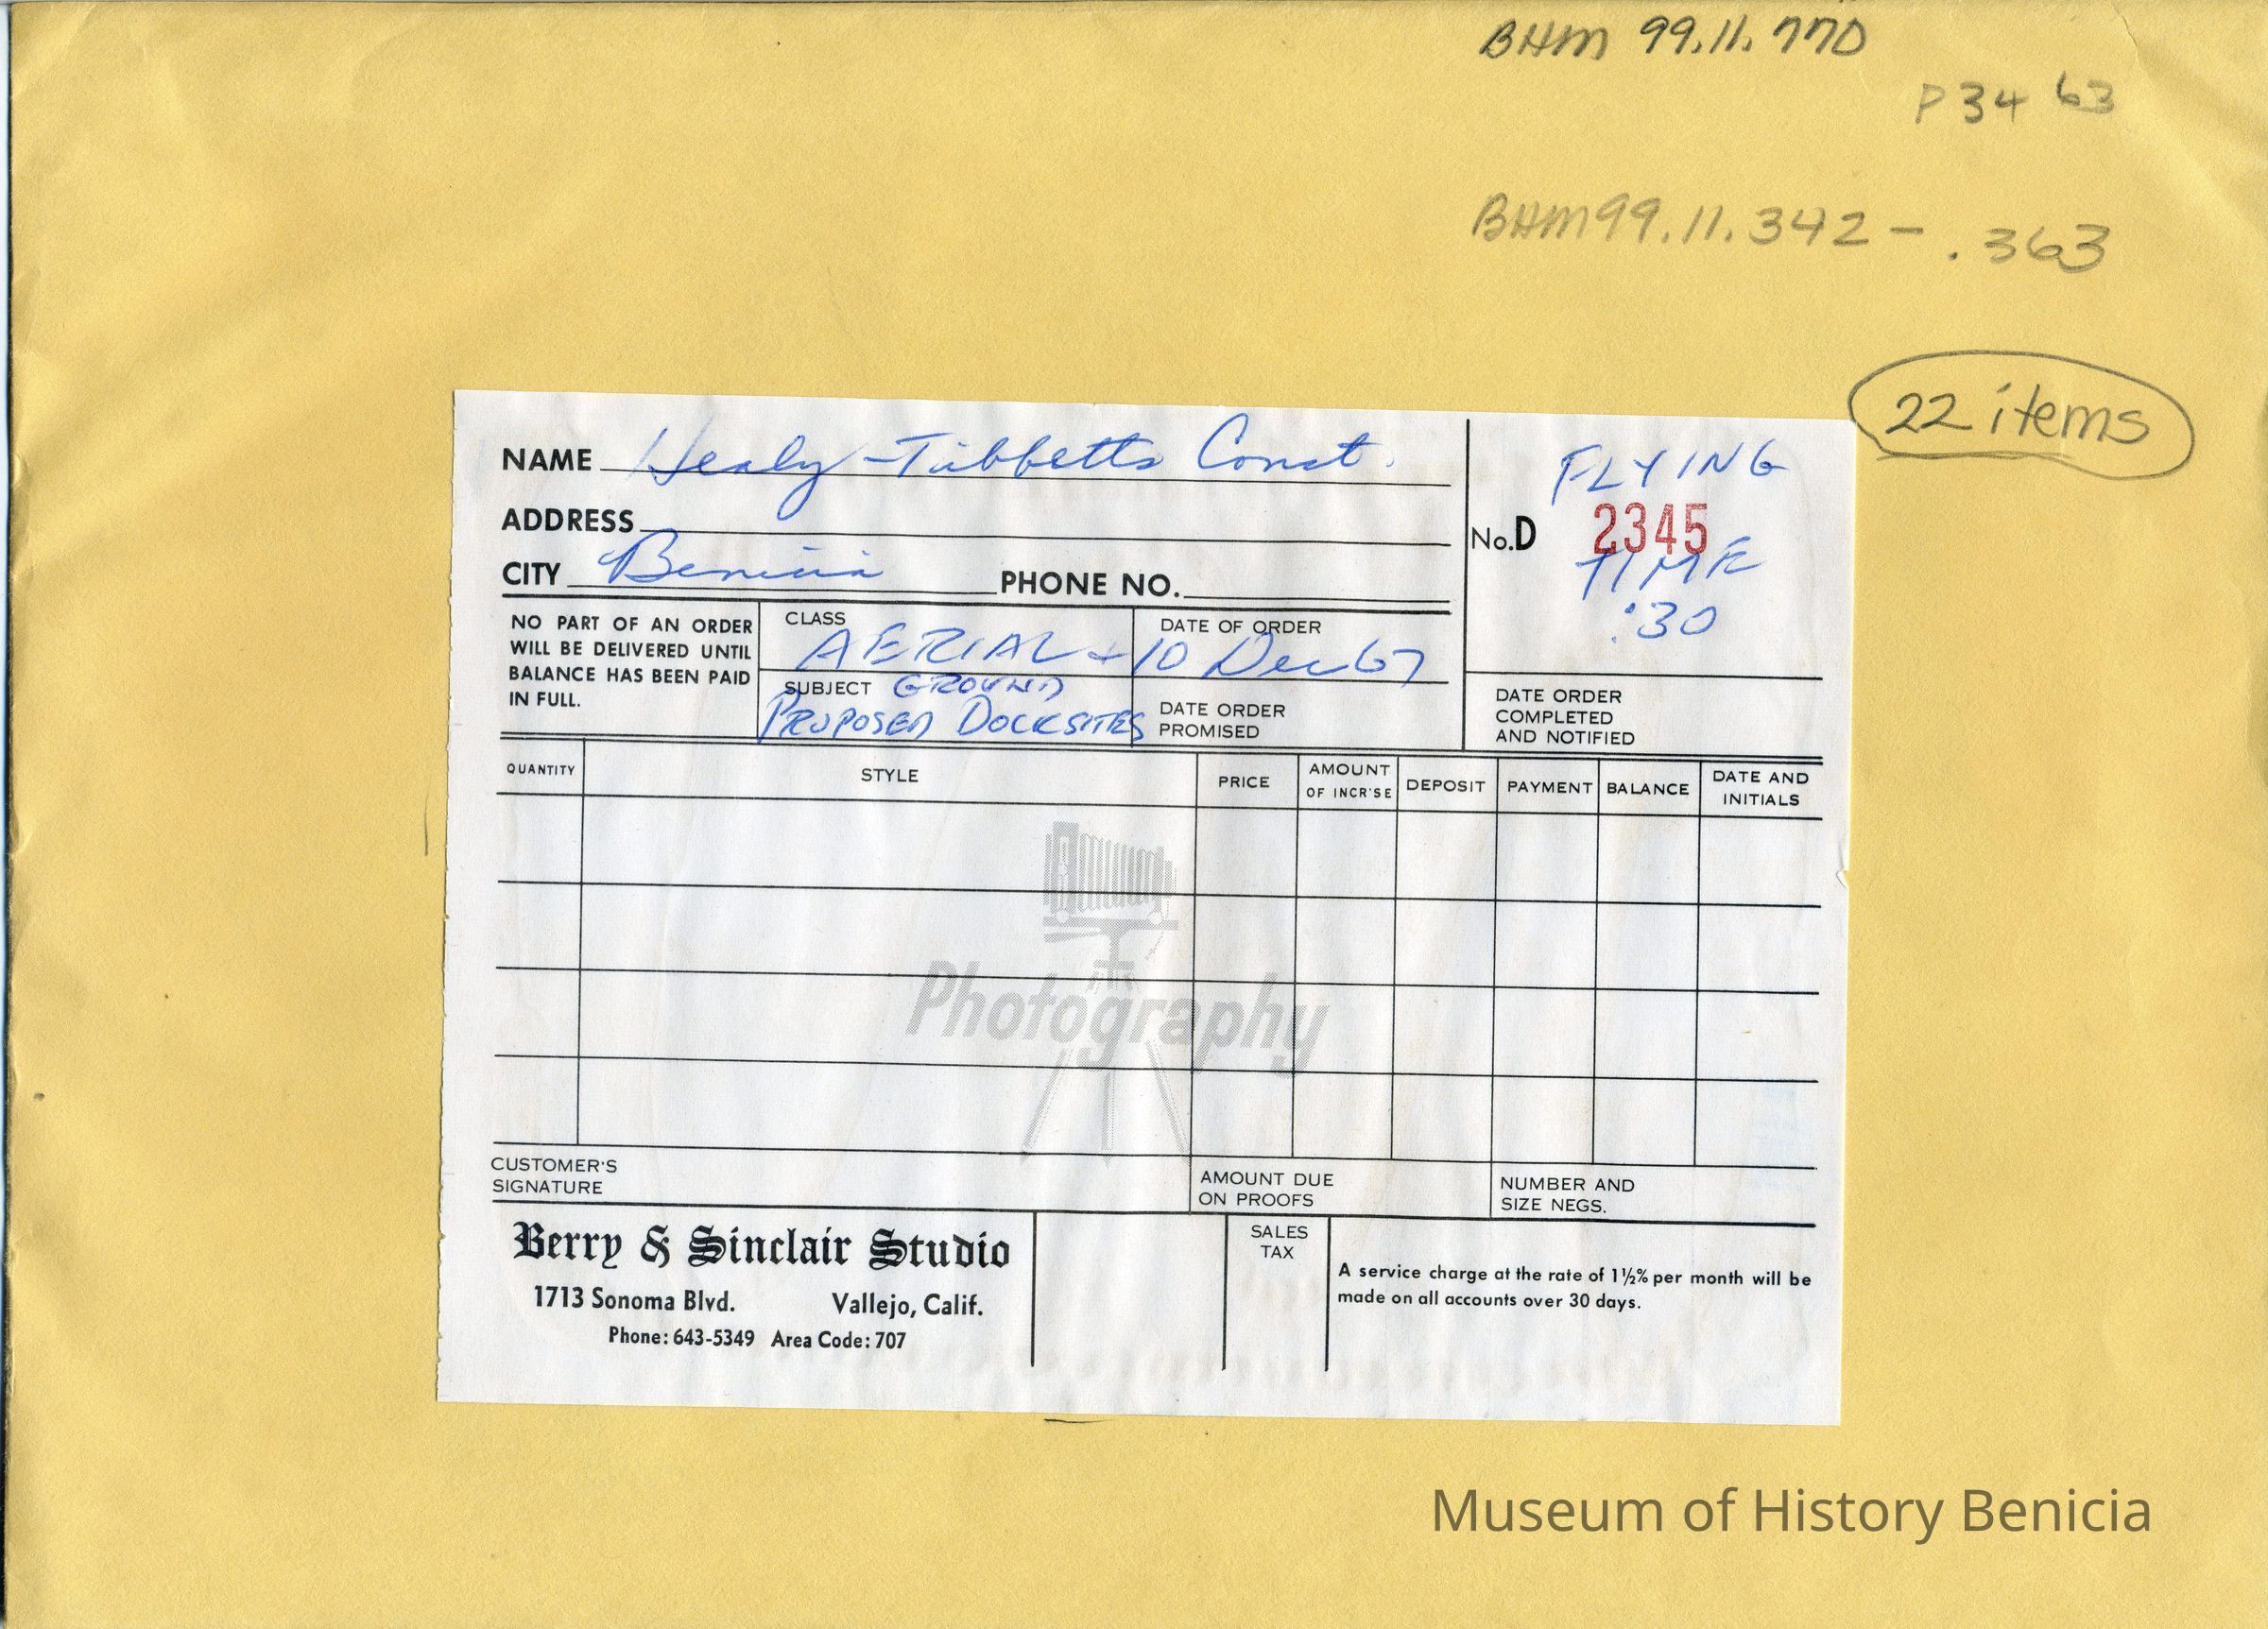 BHM 99.11.770
P34 63
BHM99.11.342 - .363
22 items
NAME Healy-Tibbetts Const.
ADDRESS
CITY Benicia PHONE NO.
No.D 2345
FLYING
TIME
:30
NO PART OF AN ORDER
WILL BE DELIVERED UNTIL
BALANCE HAS BEEN PAID
IN FULL.
CLASS
AERIAL +
SUBJECT GROUND
PROPOSED DOCKSITES
DATE OF ORDER
10 Dec 67
DATE ORDER
PROMISED
DATE ORDER
COMPLETED
AND NOTIFIED
QUANTITY
STYLE
PRICE
AMOUNT
OF INCR'SE
DEPOSIT
PAYMENT
BALANCE
DATE AND
INITIALS
Photography
CUSTOMER'S
SIGNATURE
AMOUNT DUE
ON PROOFS
NUMBER AND
SIZE NEGS.
Berry & Sinclair Studio
1713 Sonoma Blvd. Vallejo, Calif.
Phone: 643-5349 Area Code: 707
SALES
TAX
A service charge at the rate of 1½% per month will be
made on all accounts over 30 days.
Museum of History Benicia